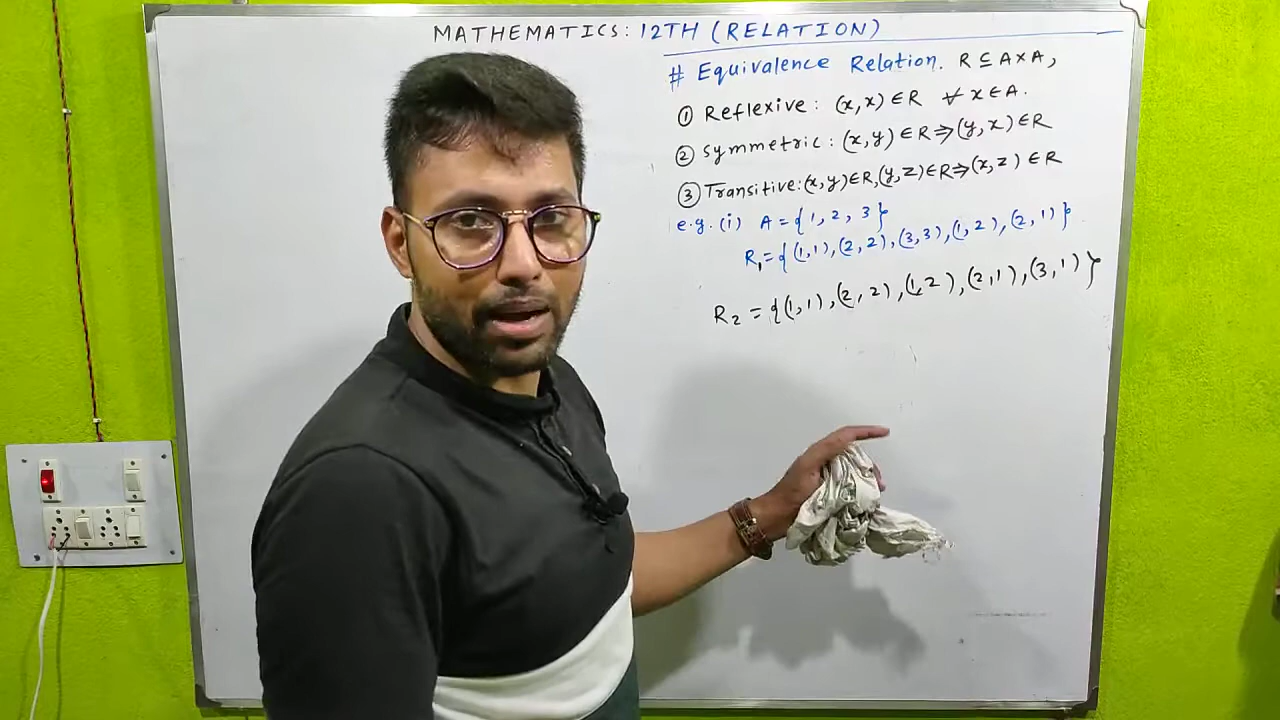 MATHEMATICS: 12TH (RELATION)
# Equivalence Relation. R ⊆ A×A,
① Reflexive: (x,x) ∈ R ∀ x ∈ A.
② symmetric: (x,y) ∈ R ⇒ (y,x) ∈ R
③ Transitive: (x,y) ∈ R, (y,z) ∈ R ⇒ (x,z) ∈ R
e.g. (i) A = {1, 2, 3}
R₁ = {(1,1), (2,2), (3,3), (1,2), (2,1)}
R₂ = {(1,1), (2,2), (1,2), (2,1), (3,1)}